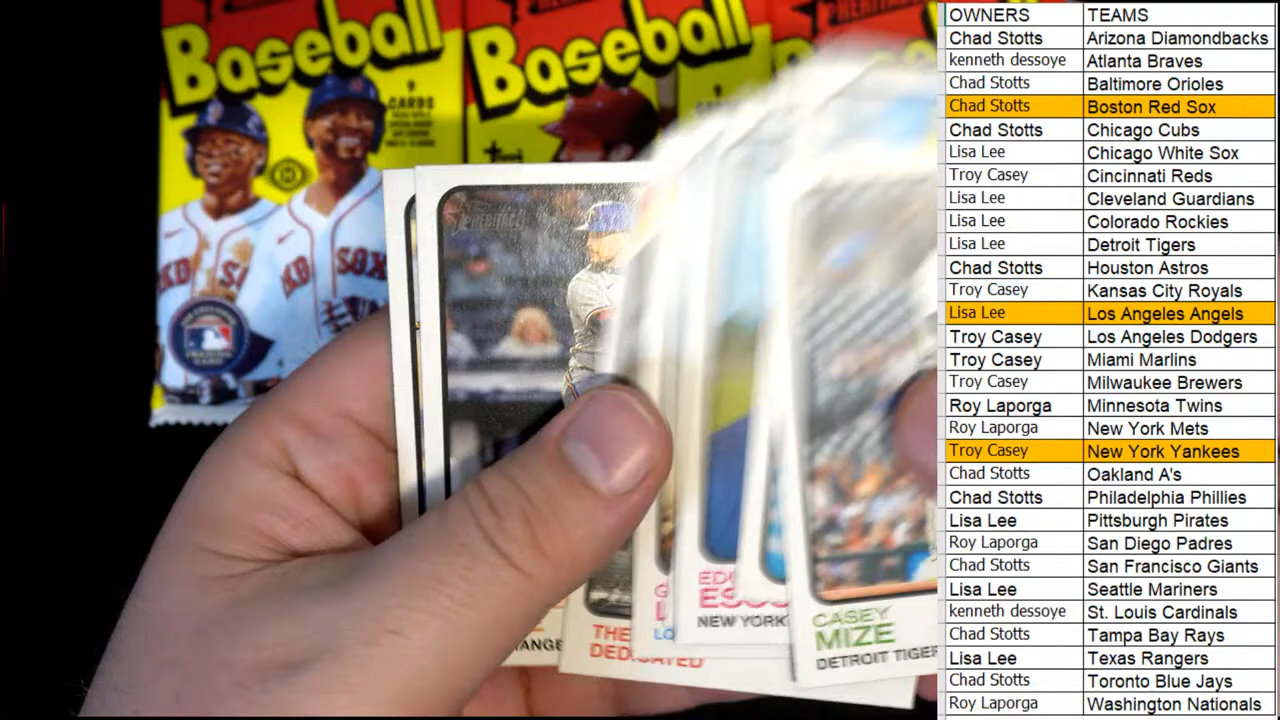 Baseball
9
CARDS
Baseball
HERITAGE
THE
DEDICATED
NEW YORK
CASEY
MIZE
DETROIT TIGER
OWNERS TEAMS
Chad Stotts Arizona Diamondbacks
kenneth dessoye Atlanta Braves
Chad Stotts Baltimore Orioles
Chad Stotts Boston Red Sox
Chad Stotts Chicago Cubs
Lisa Lee Chicago White Sox
Troy Casey Cincinnati Reds
Lisa Lee Cleveland Guardians
Lisa Lee Colorado Rockies
Lisa Lee Detroit Tigers
Chad Stotts Houston Astros
Troy Casey Kansas City Royals
Lisa Lee Los Angeles Angels
Troy Casey Los Angeles Dodgers
Troy Casey Miami Marlins
Troy Casey Milwaukee Brewers
Roy Laporga Minnesota Twins
Roy Laporga New York Mets
Troy Casey New York Yankees
Chad Stotts Oakland A's
Chad Stotts Philadelphia Phillies
Lisa Lee Pittsburgh Pirates
Roy Laporga San Diego Padres
Chad Stotts San Francisco Giants
Lisa Lee Seattle Mariners
kenneth dessoye St. Louis Cardinals
Chad Stotts Tampa Bay Rays
Lisa Lee Texas Rangers
Chad Stotts Toronto Blue Jays
Roy Laporga Washington Nationals